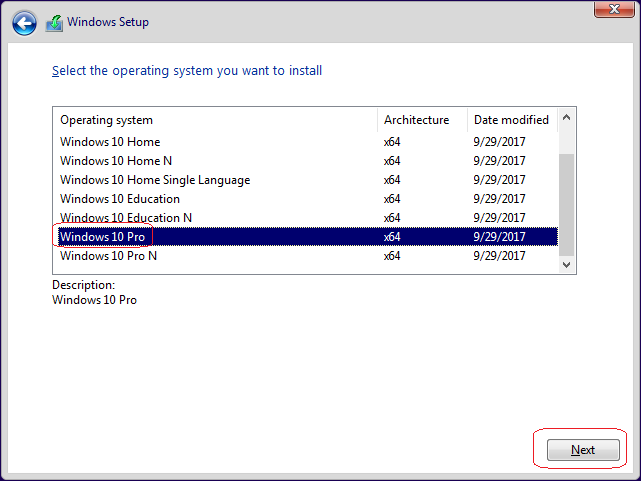 Windows Setup
Select the operating system you want to install
Operating system Architecture Date modified
Windows 10 Home x64 9/29/2017
Windows 10 Home N x64 9/29/2017
Windows 10 Home Single Language x64 9/29/2017
Windows 10 Education x64 9/29/2017
Windows 10 Education N x64 9/29/2017
Windows 10 Pro x64 9/29/2017
Windows 10 Pro N x64 9/29/2017
Description:
Windows 10 Pro
Next